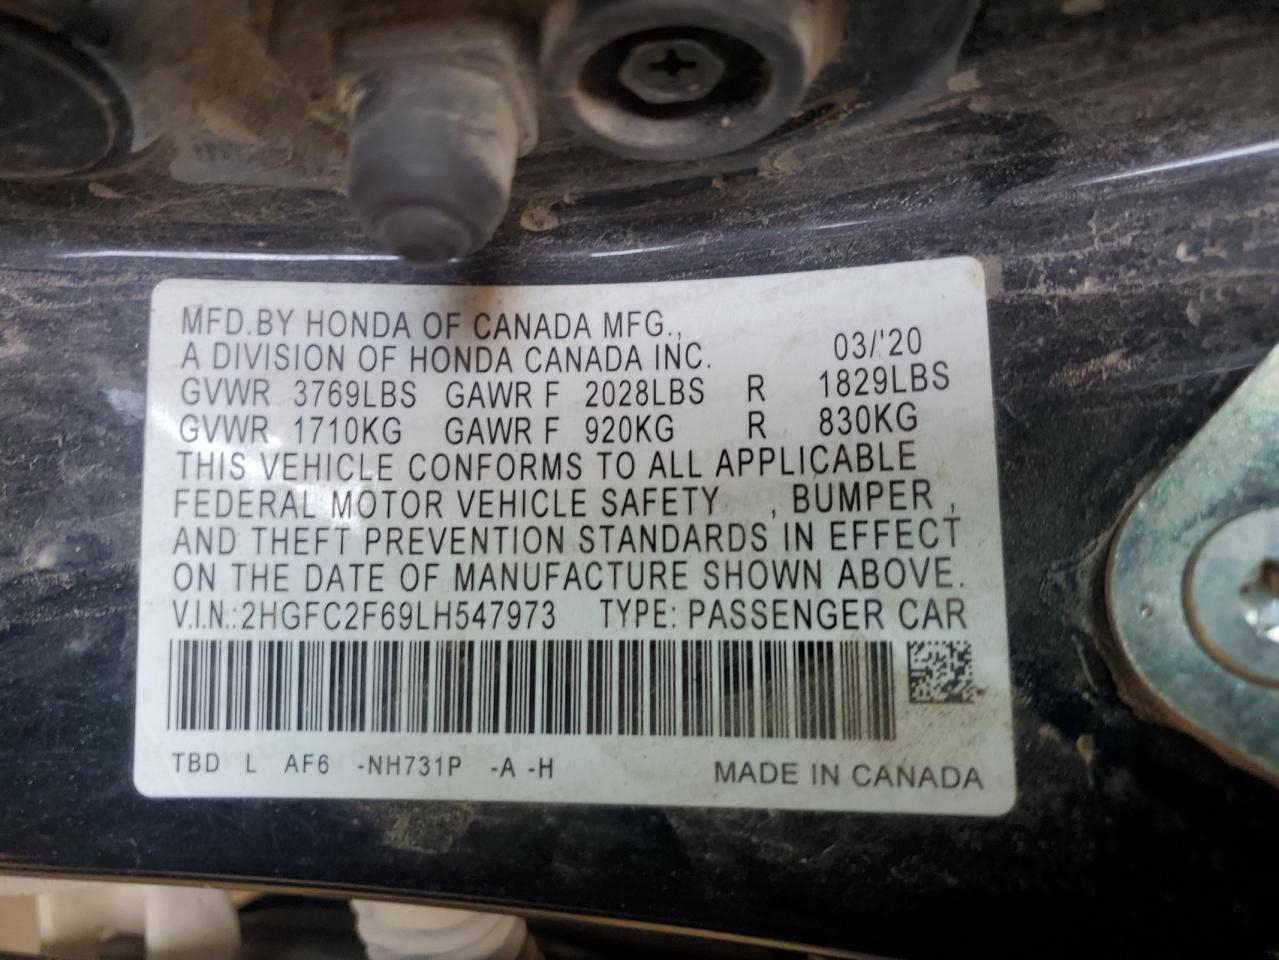 MFD.BY HONDA OF CANADA MFG.,
A DIVISION OF HONDA CANADA INC. 03/'20
GVWR 3769LBS GAWR F 2028LBS R 1829LBS
GVWR 1710KG GAWR F 920KG R 830KG
THIS VEHICLE CONFORMS TO ALL APPLICABLE
FEDERAL MOTOR VEHICLE SAFETY , BUMPER ,
AND THEFT PREVENTION STANDARDS IN EFFECT
ON THE DATE OF MANUFACTURE SHOWN ABOVE.
V.I.N.:2HGFC2F69LH547973 TYPE: PASSENGER CAR
TBD L AF6 -NH731P -A -H MADE IN CANADA